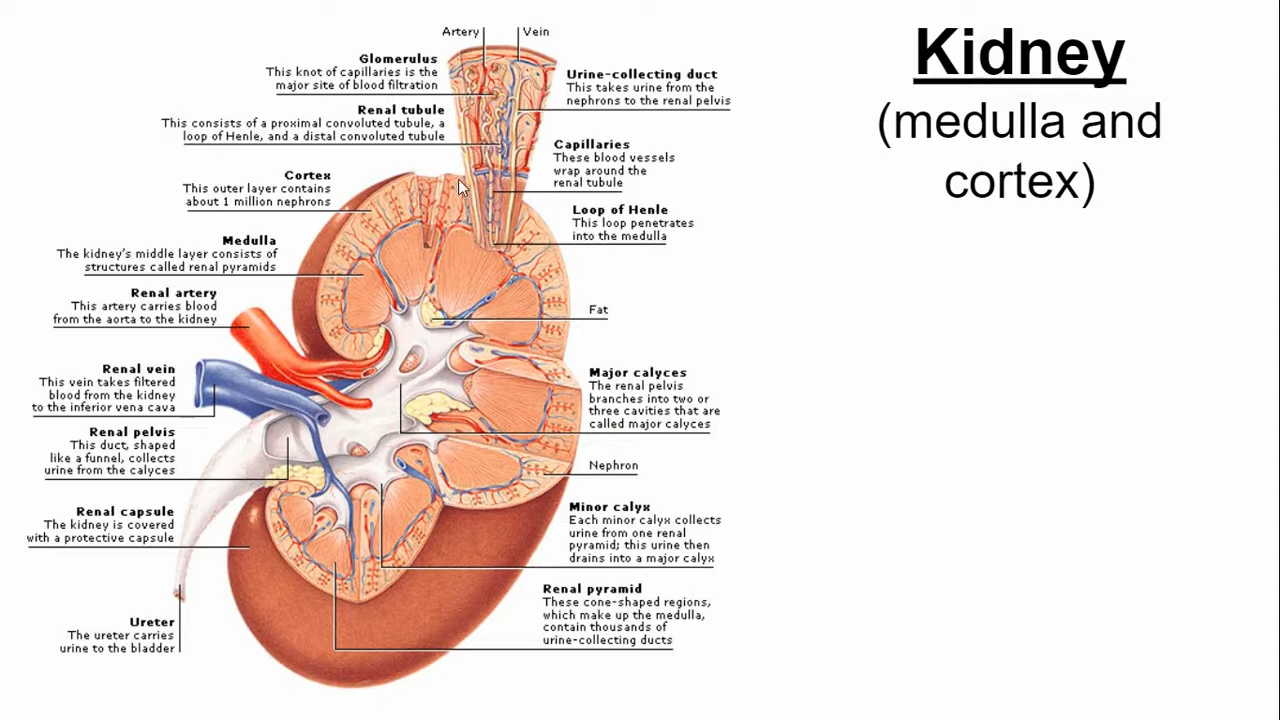 Kidney
(medulla and
cortex)
Artery
Vein
Glomerulus
This knot of capillaries is the
major site of blood filtration
Renal tubule
This consists of a proximal convoluted tubule, a
loop of Henle, and a distal convoluted tubule
Cortex
This outer layer contains
about 1 million nephrons
Medulla
The kidney's middle layer consists of
structures called renal pyramids
Renal artery
This artery carries blood
from the aorta to the kidney
Renal vein
This vein takes filtered
blood from the kidney
to the inferior vena cava
Renal pelvis
This duct, shaped
like a funnel, collects
urine from the calyces
Renal capsule
The kidney is covered
with a protective capsule
Ureter
The ureter carries
urine to the bladder
Urine-collecting duct
This takes urine from the
nephrons to the renal pelvis
Capillaries
These blood vessels
wrap around the
renal tubule
Loop of Henle
This loop penetrates
into the medulla
Fat
Major calyces
The renal pelvis
branches into two or
three cavities that are
called major calyces
Nephron
Minor calyx
Each minor calyx collects
urine from one renal
pyramid; this urine then
drains into a major calyx
Renal pyramid
These cone-shaped regions,
which make up the medulla,
contain thousands of
urine-collecting ducts